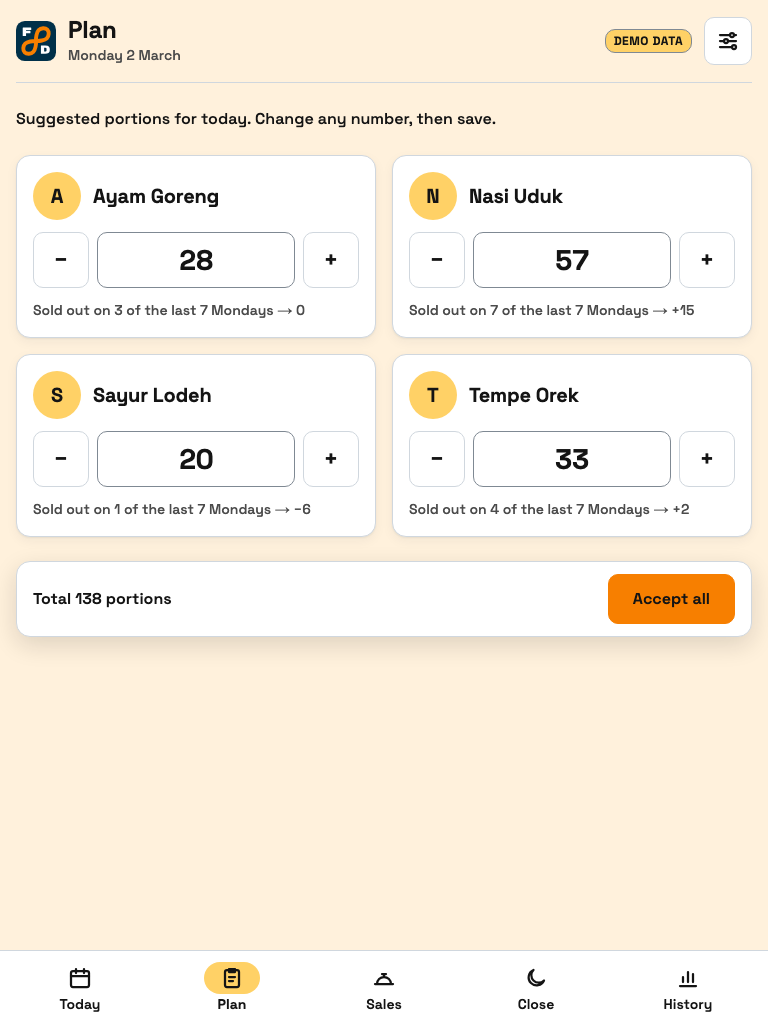 F D
Plan
Monday 2 March
DEMO DATA
Suggested portions for today. Change any number, then save.
A Ayam Goreng
− 28 +
Sold out on 3 of the last 7 Mondays → 0
N Nasi Uduk
− 57 +
Sold out on 7 of the last 7 Mondays → +15
S Sayur Lodeh
− 20 +
Sold out on 1 of the last 7 Mondays → −6
T Tempe Orek
− 33 +
Sold out on 4 of the last 7 Mondays → +2
Total 138 portions
Accept all
Today
Plan
Sales
Close
History